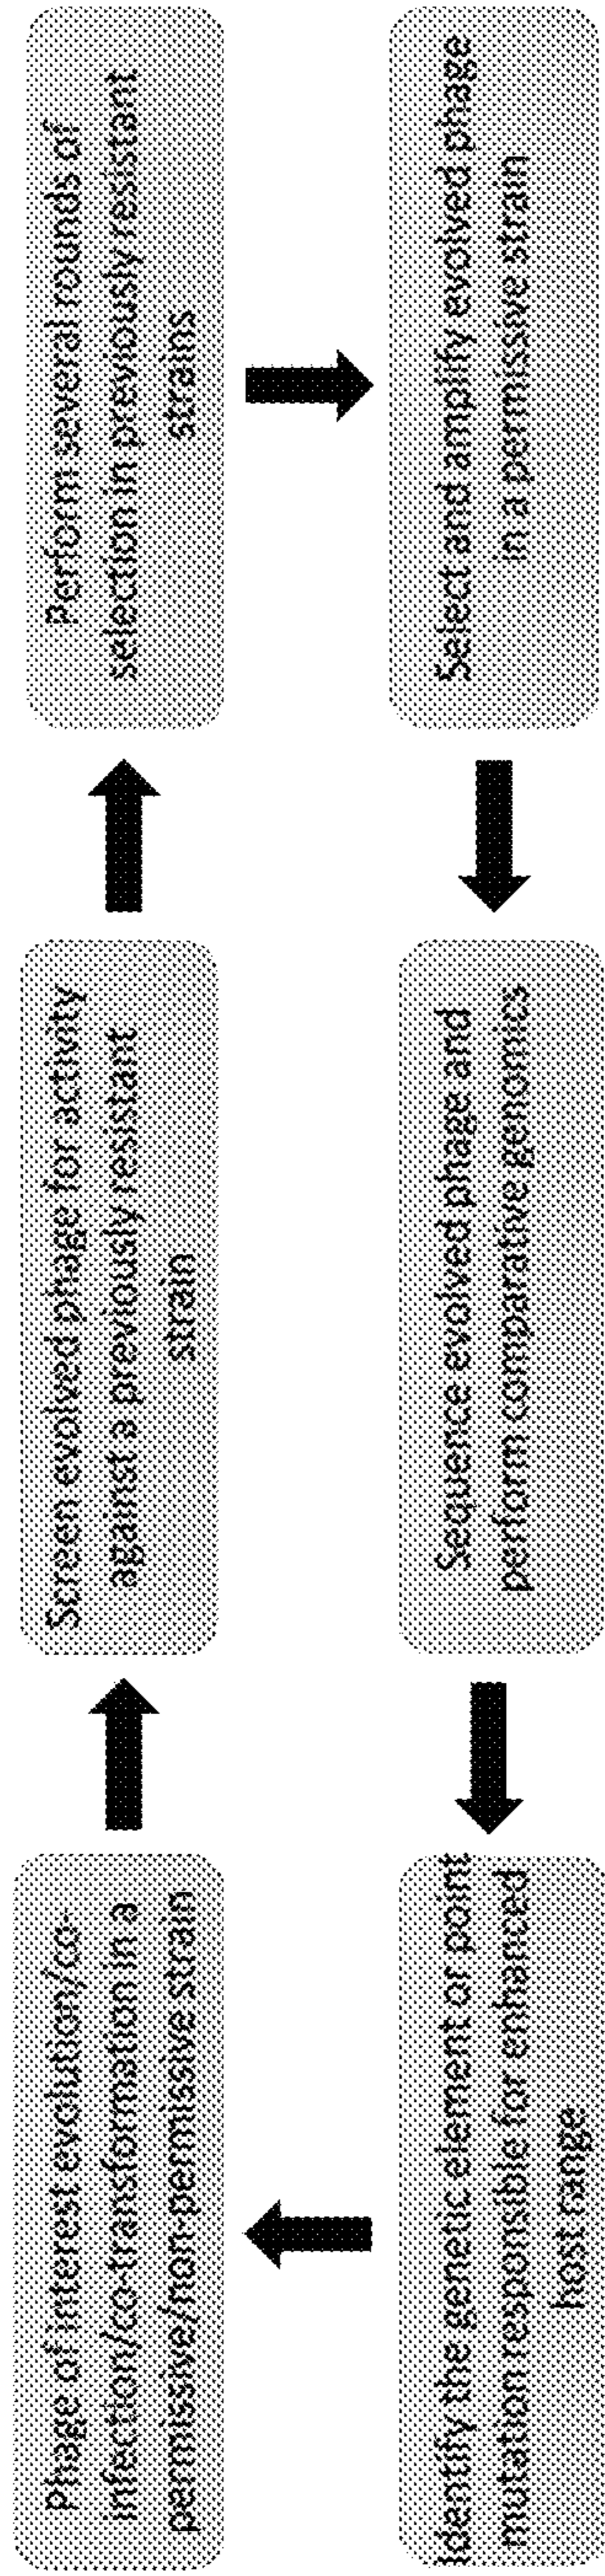 Phage of interest evolution/co-
infection/co-transformation in a
permissive/non-permissive strain
Screen evolved phage for activity
against a previously resistant
strain
Perform several rounds of
selection in previously resistant
strains
Select and amplify evolved phage
in a permissive strain
Sequence evolved phage and
perform comparative genomics
Identify the genetic element or point
mutation responsible for enhanced
host range